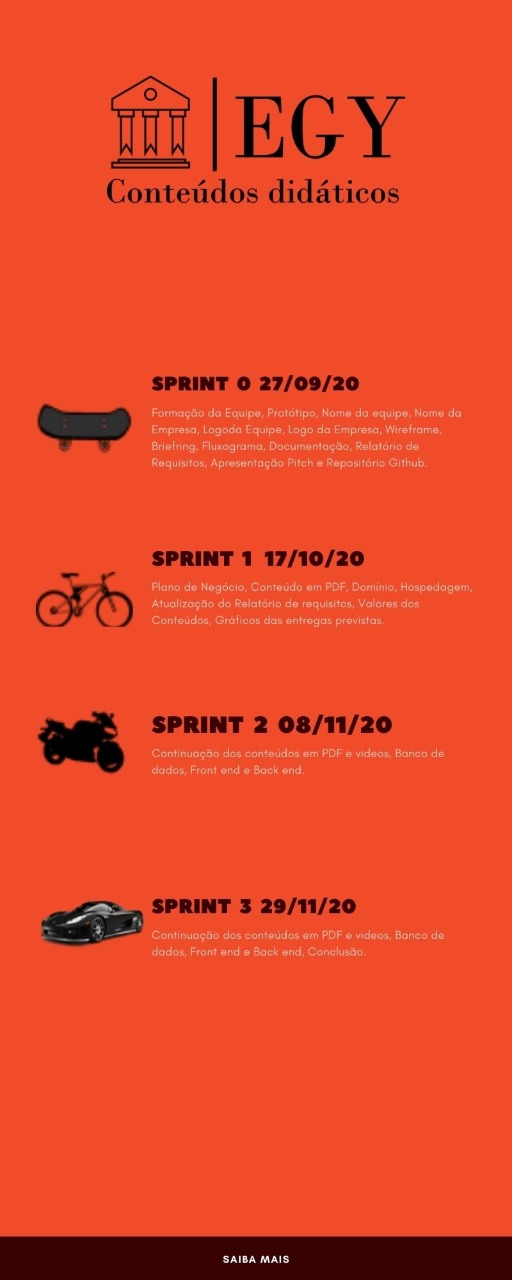 EGY
Conteúdos didáticos
SPRINT 0 27/09/20
Formação da Equipe, Protótipo, Nome da equipe, Nome da
Empresa, Logoda Equipe, Logo da Empresa, Wireframe,
Briefring, Fluxograma, Documentação, Relatório de
Requisitos, Apresentação Pitch e Repositório Github.
SPRINT 1 17/10/20
Plano de Negócio, Conteúdo em PDF, Domínio, Hospedagem,
Atualização do Relatório de requisitos, Valores dos
Conteúdos, Gráficos das entregas previstas.
SPRINT 2 08/11/20
Continuação dos conteúdos em PDF e videos, Banco de
dados, Front end e Back end.
SPRINT 3 29/11/20
Continuação dos conteúdos em PDF e videos, Banco de
dados, Front end e Back end, Conclusão.
SAIBA MAIS